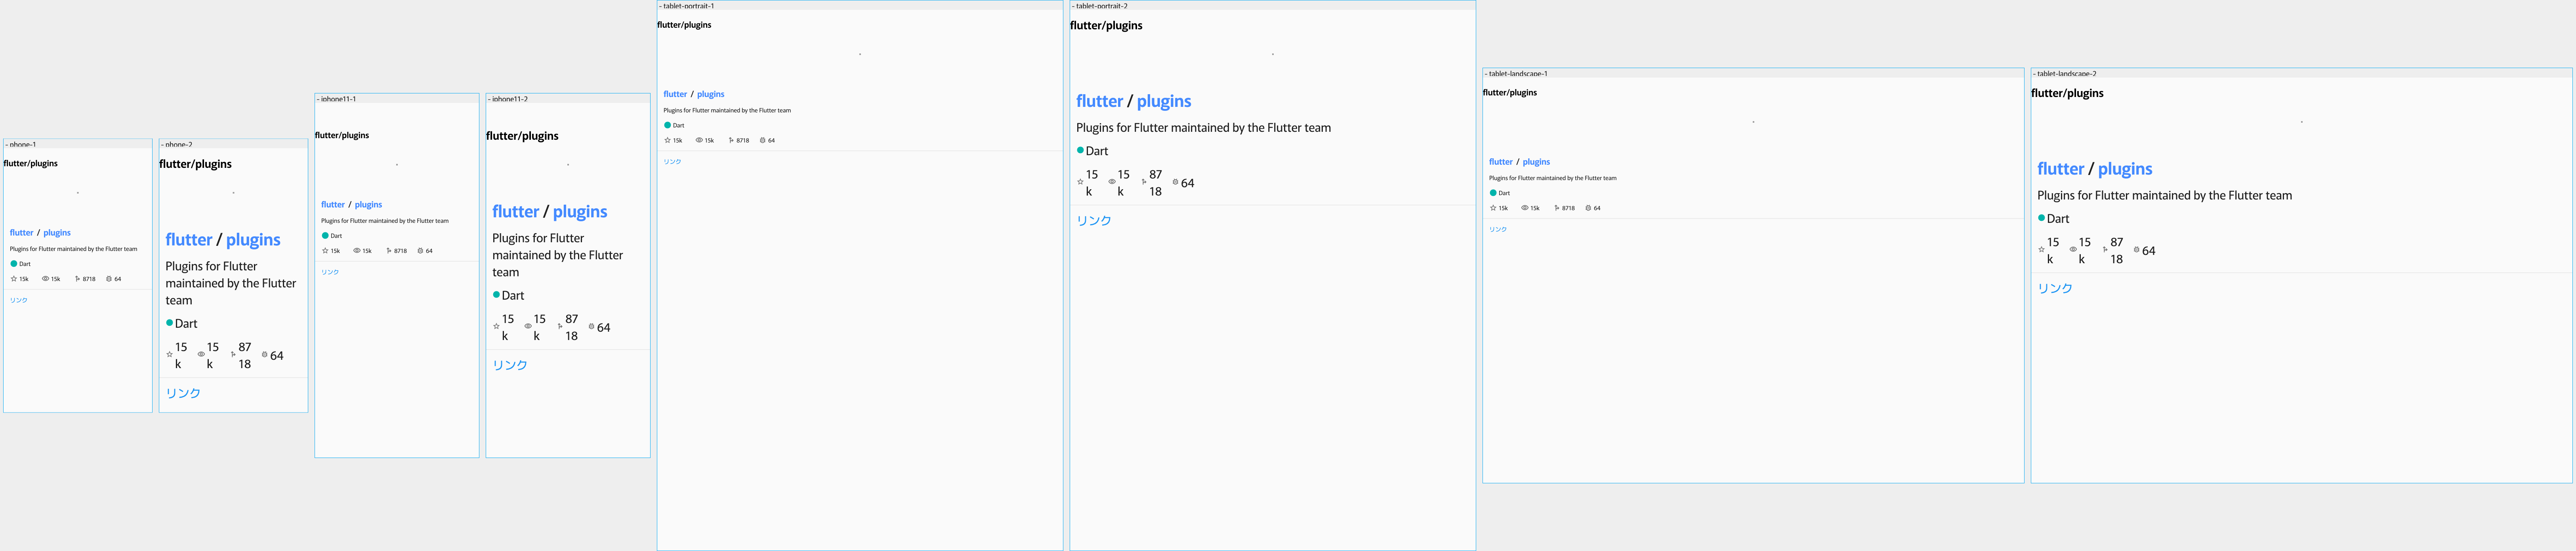 - phone-1
flutter/plugins
flutter / plugins
Plugins for Flutter maintained by the Flutter team
Dart
15k 15k 8718 64
リンク
- phone-2
flutter/plugins
flutter / plugins
Plugins for Flutter
maintained by the Flutter
team
Dart
15 15 87 64
k k 18
リンク
- iphone11-1
flutter/plugins
flutter / plugins
Plugins for Flutter maintained by the Flutter team
Dart
15k 15k 8718 64
リンク
- iphone11-2
flutter/plugins
flutter / plugins
Plugins for Flutter
maintained by the Flutter
team
Dart
15 15 87 64
k k 18
リンク
- tablet-portrait-1
flutter/plugins
flutter / plugins
Plugins for Flutter maintained by the Flutter team
Dart
15k 15k 8718 64
リンク
- tablet-portrait-2
flutter/plugins
flutter / plugins
Plugins for Flutter maintained by the Flutter team
Dart
15 15 87 64
k k 18
リンク
- tablet-landscape-1
flutter/plugins
flutter / plugins
Plugins for Flutter maintained by the Flutter team
Dart
15k 15k 8718 64
リンク
- tablet-landscape-2
flutter/plugins
flutter / plugins
Plugins for Flutter maintained by the Flutter team
Dart
15 15 87 64
k k 18
リンク